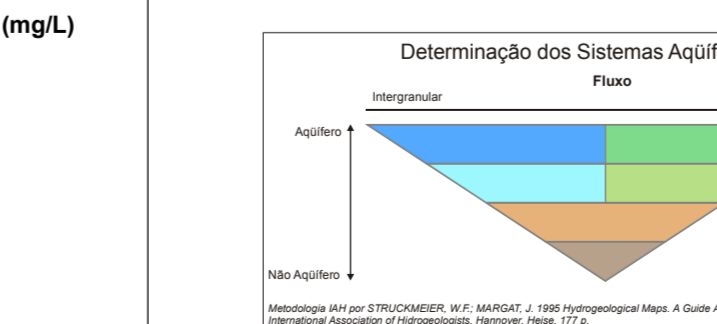 (mg/L)
Determinação dos Sistemas Aqüíf
Fluxo
Intergranular
Aqüífero
Não Aqüífero
Metodologia IAH por STRUCKMEIER, W.F.; MARGAT, J. 1995 Hydrogeological Maps. A Guide A
International Association of Hidrogeologists, Hannover, Heise, 177 p.